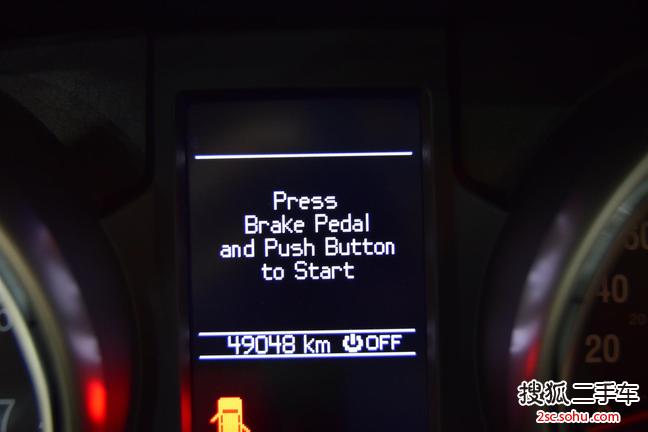 Press
Brake Pedal
and Push Button
to Start
49048 km OFF
40
20
20
搜狐二手车
2sc.sohu.com